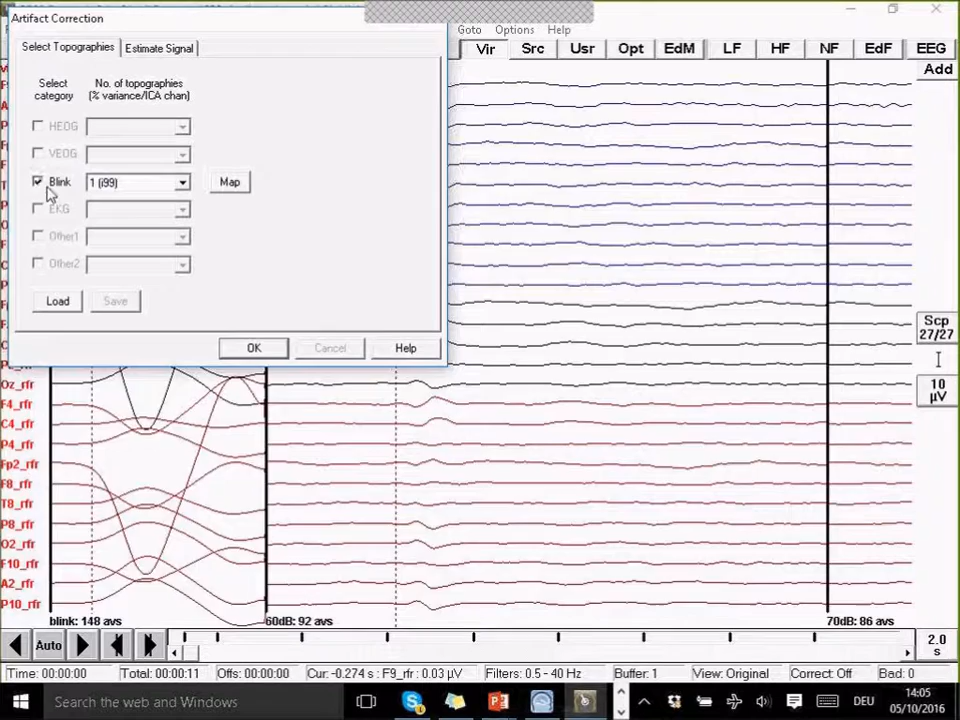 Artifact Correction
Goto Options Help
Select Topographies Estimate Signal
Vir Src Usr Opt EdM LF HF NF EdF EEG
Add
Select category
No. of topographies (% variance/ICA chan)
HEOG
VEOG
Blink 1 (i99) Map
EKG
Other1
Other2
Load Save
OK Cancel Help
Scp 27/27
10 µV
Oz_rfr
F4_rfr
C4_rfr
P4_rfr
Fp2_rfr
F8_rfr
T8_rfr
P8_rfr
O2_rfr
F10_rfr
A2_rfr
P10_rfr
blink: 148 avs 60dB: 92 avs 70dB: 86 avs
Auto 2.0 s
Time: 00:00:00 Date: 00:00:11 Offs: 00:00:00 Cur: -0.274 s : F9_rfr : 0.03 µV Filters: 0.5 - 40 Hz Buffer: 1 View: Original Correct: Off Bad: 0
Search the web and Windows DEU 14:05
05/10/2016